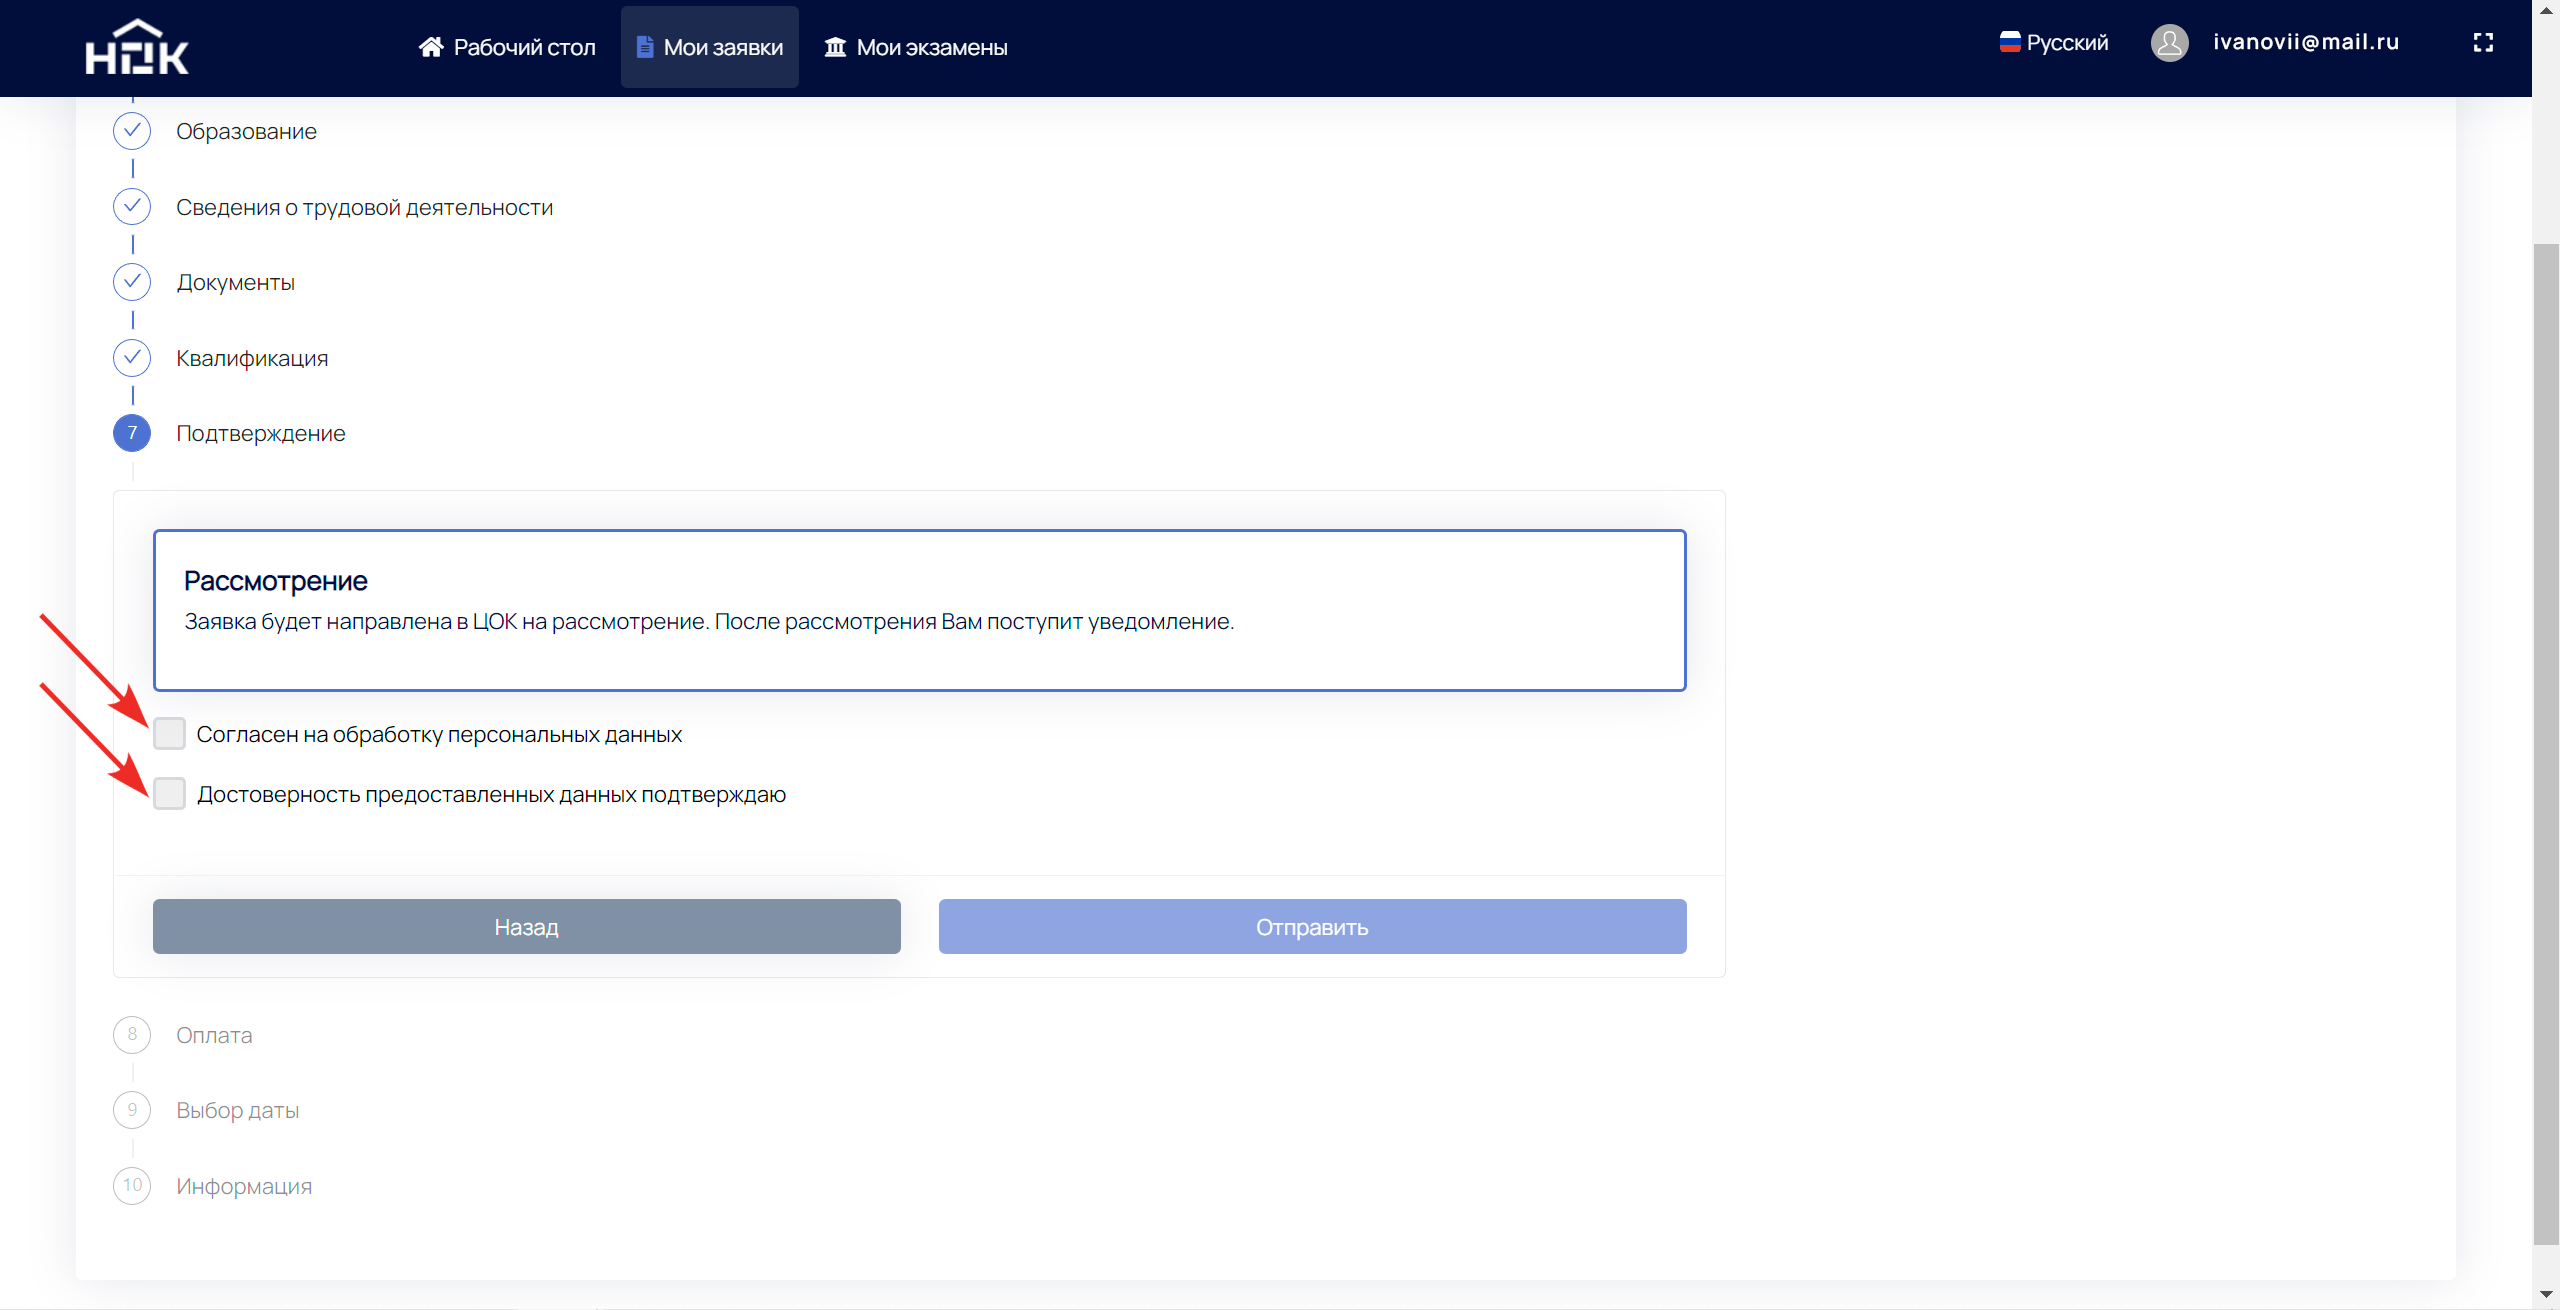 НОК
Рабочий стол
Мои заявки
Мои экзамены
Русский
ivanovii@mail.ru
Образование
Сведения о трудовой деятельности
Документы
Квалификация
7 Подтверждение
Рассмотрение
Заявка будет направлена в ЦОК на рассмотрение. После рассмотрения Вам поступит уведомление.
Согласен на обработку персональных данных
Достоверность предоставленных данных подтверждаю
Назад
Отправить
8 Оплата
9 Выбор даты
10 Информация